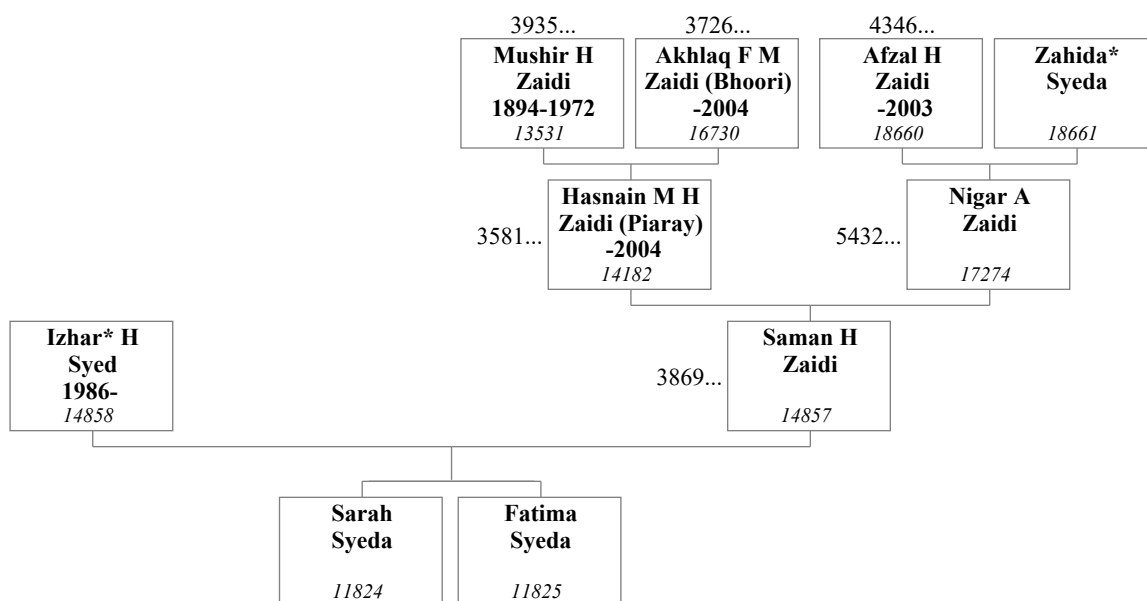 3935...
3726...
4346...
Mushir H
Zaidi
1894-1972
13531
Akhlaq F M
Zaidi (Bhoori)
-2004
16730
Afzal H
Zaidi
-2003
18660
Zahida*
Syeda
18661
3581...
Hasnain M H
Zaidi (Piaray)
-2004
14182
5432...
Nigar A
Zaidi
17274
Izhar* H
Syed
1986-
14858
3869...
Saman H
Zaidi
14857
Sarah
Syeda
11824
Fatima
Syeda
11825